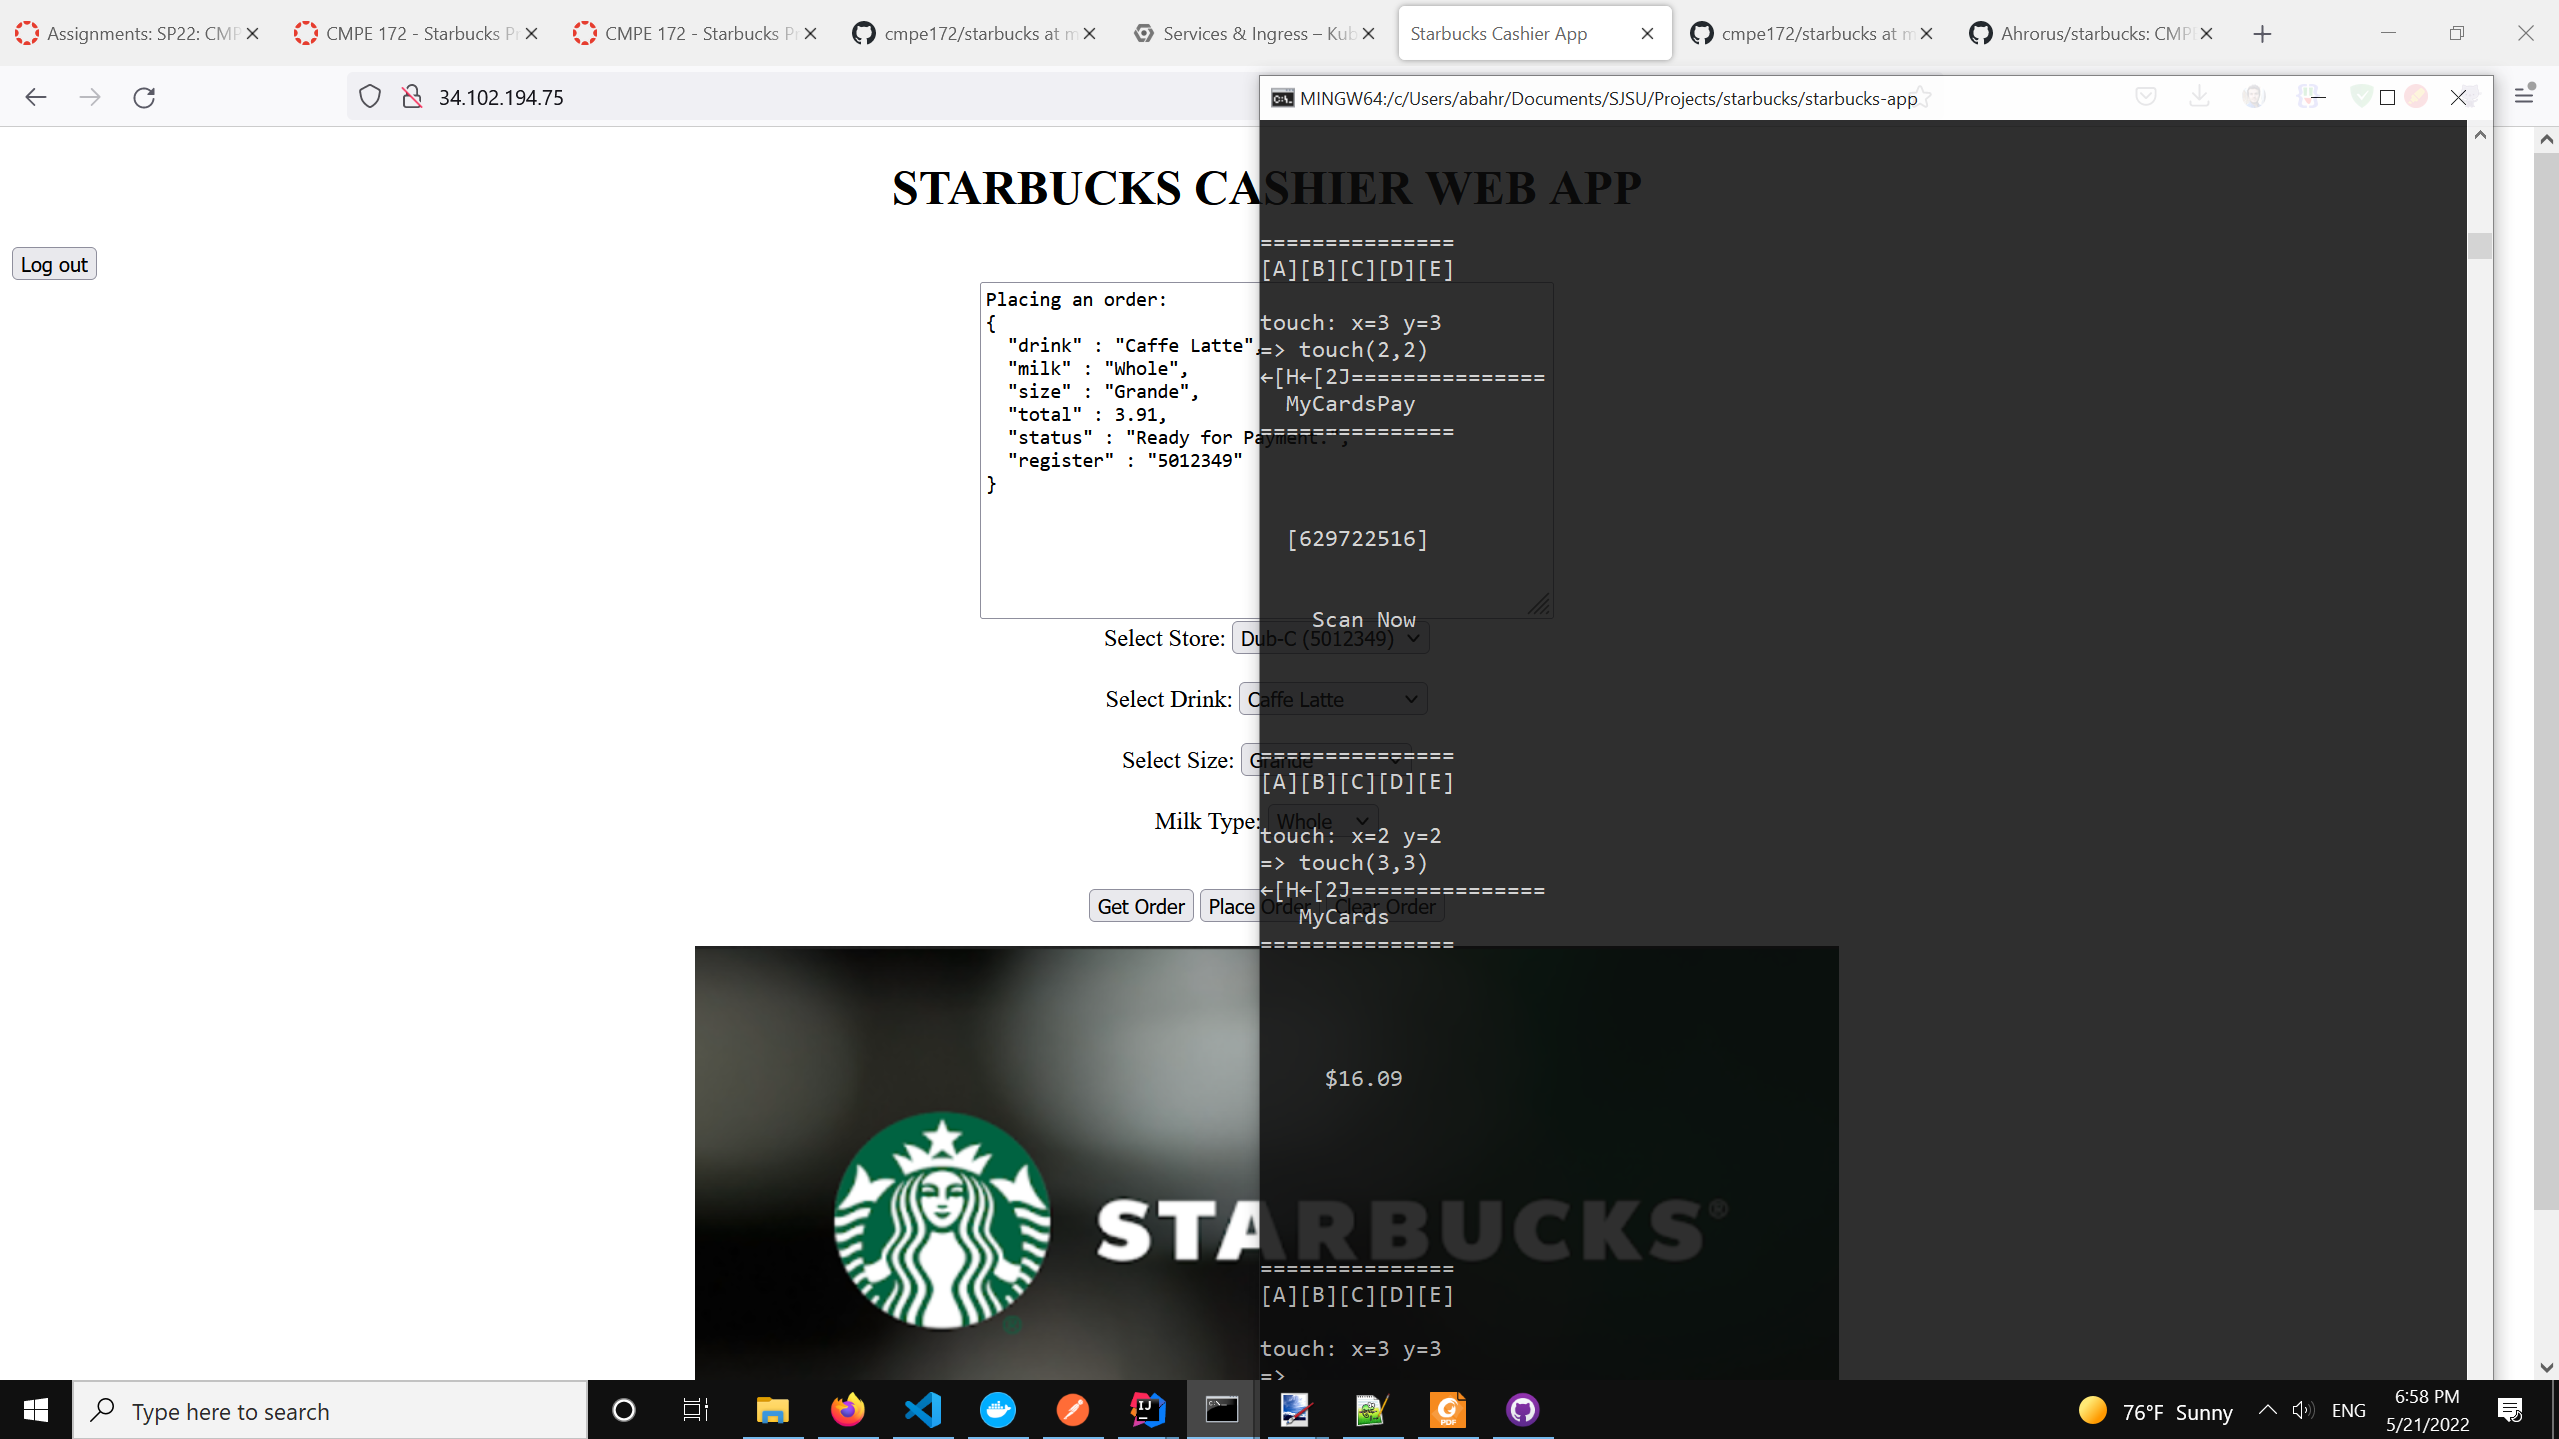 Assignments: SP22: CMP
CMPE 172 - Starbucks Pr
CMPE 172 - Starbucks Pr
cmpe172/starbucks at m
Services & Ingress – Kub
Starbucks Cashier App
cmpe172/starbucks at m
Ahrorus/starbucks: CMP
34.102.194.75
MINGW64:/c/Users/abahr/Documents/SJSU/Projects/starbucks/starbucks-app
STARBUCKS CASHIER WEB APP
Log out
Placing an order:
{
"drink" : "Caffe Latte",
"milk" : "Whole",
"size" : "Grande",
"total" : 3.91,
"status" : "Ready for Payment.",
"register" : "5012349"
}
Select Store: Dub-C (5012349)
Select Drink: Caffe Latte
Select Size: Grande
Milk Type: Whole
Get Order Place Order Clear Order
STARBUCKS®
===============
[A][B][C][D][E]
touch: x=3 y=3
=> touch(2,2)
←[H←[2J===============
MyCardsPay
===============
[629722516]
Scan Now
===============
[A][B][C][D][E]
touch: x=2 y=2
=> touch(3,3)
←[H←[2J===============
MyCards
===============
$16.09
===============
[A][B][C][D][E]
touch: x=3 y=3
=>
Type here to search
76°F Sunny
ENG
6:58 PM
5/21/2022